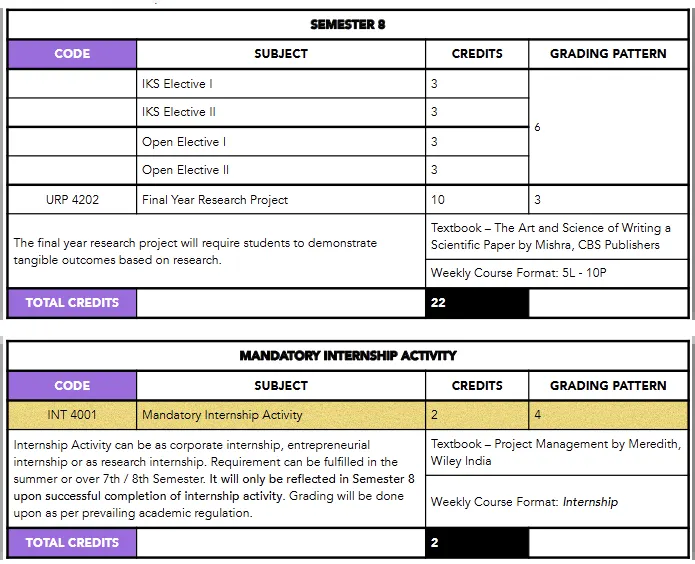 SEMESTER 8
CODE SUBJECT CREDITS GRADING PATTERN
IKS Elective I 3
IKS Elective II 3
6
Open Elective I 3
Open Elective II 3
URP 4202 Final Year Research Project 10 3
The final year research project will require students to demonstrate
tangible outcomes based on research.
Textbook – The Art and Science of Writing a
Scientific Paper by Mishra, CBS Publishers
Weekly Course Format: 5L - 10P
TOTAL CREDITS 22
MANDATORY INTERNSHIP ACTIVITY
CODE SUBJECT CREDITS GRADING PATTERN
INT 4001 Mandatory Internship Activity 2 4
Internship Activity can be as corporate internship, entrepreneurial
internship or as research internship. Requirement can be fulfilled in the
summer or over 7th / 8th Semester. It will only be reflected in Semester 8
upon successful completion of internship activity. Grading will be done
upon as per prevailing academic regulation.
Textbook – Project Management by Meredith,
Wiley India
Weekly Course Format: Internship
TOTAL CREDITS 2